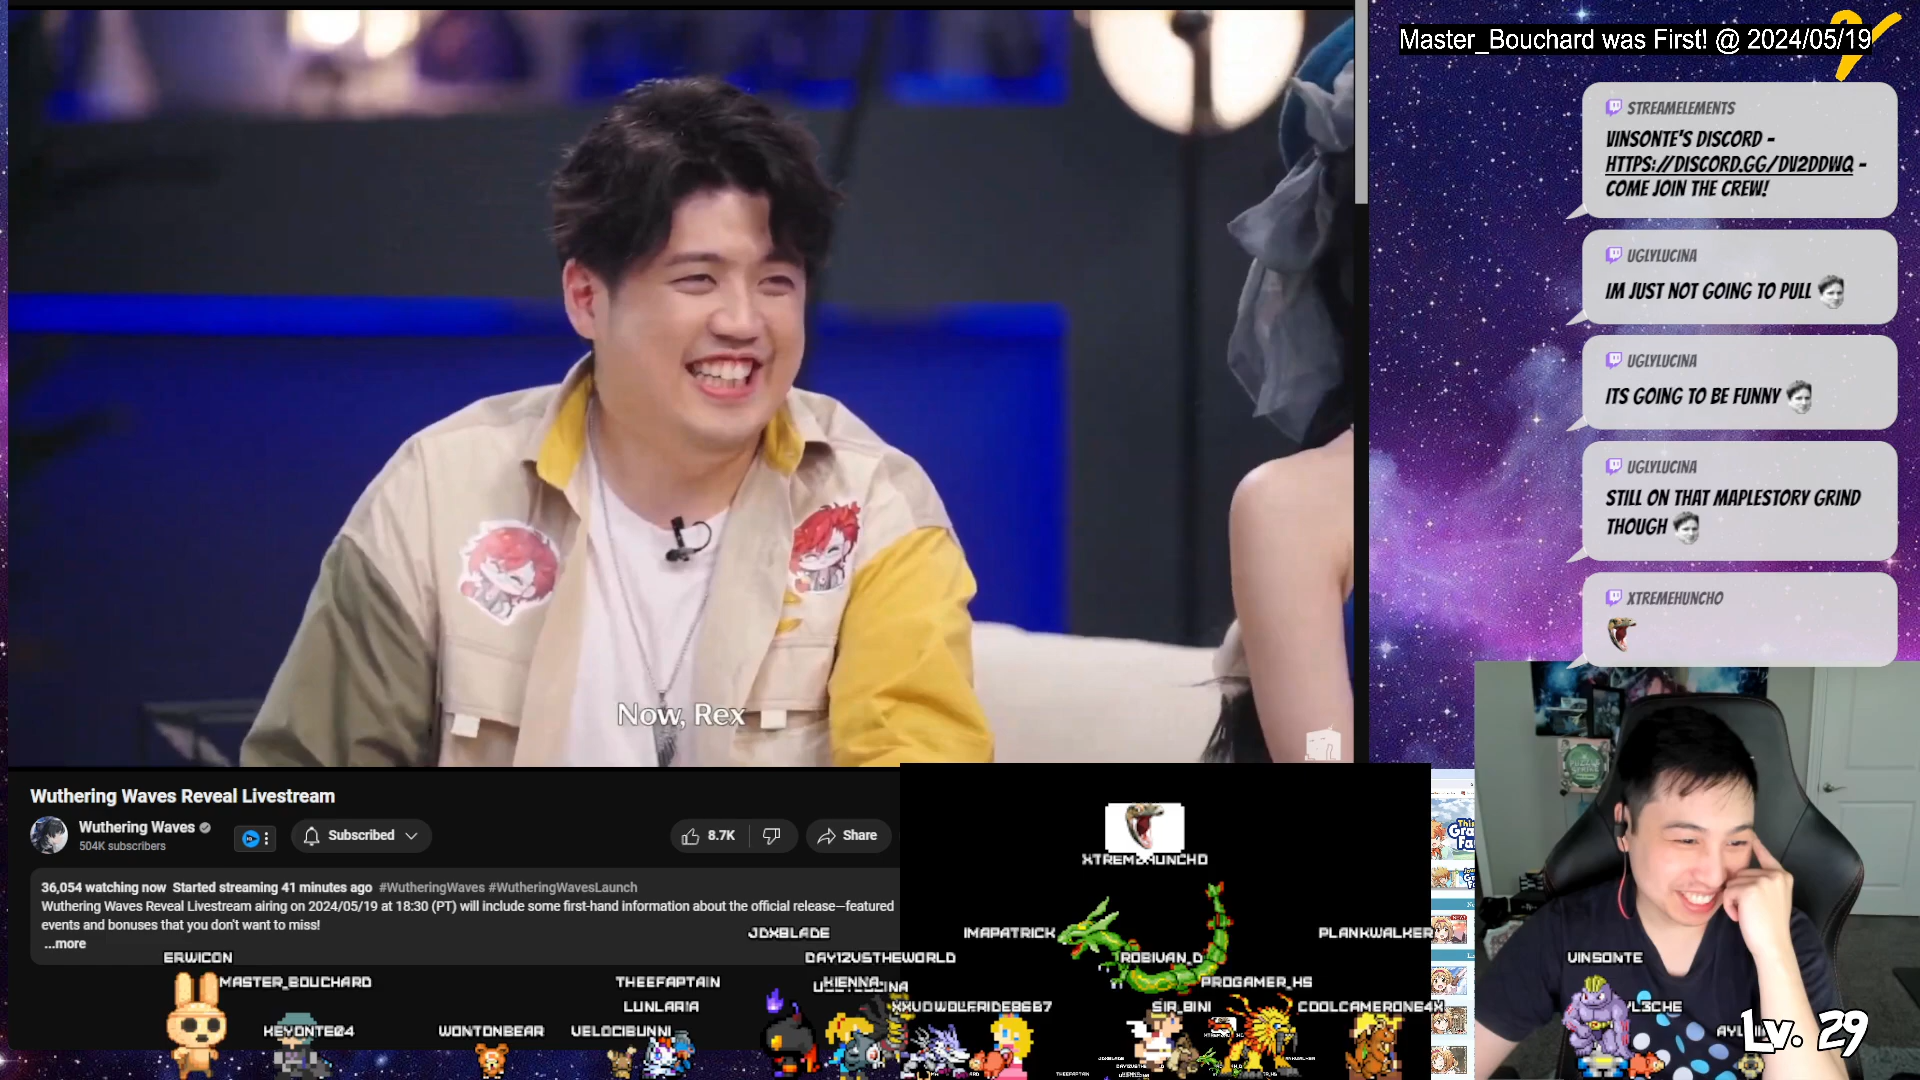 Master_Bouchard was First! @ 2024/05/19
STREAMELEMENTS
VINSONTE'S DISCORD -
HTTPS://DISCORD.GG/DV2DDWQ -
COME JOIN THE CREW!
UGLYLUCINA
IM JUST NOT GOING TO PULL
UGLYLUCINA
ITS GOING TO BE FUNNY
UGLYLUCINA
STILL ON THAT MAPLESTORY GRIND
THOUGH
XTREMEHUNCHO
Now, Rex
Wuthering Waves Reveal Livestream
Wuthering Waves
504K subscribers
Subscribed
8.7K
Share
36,054 watching now Started streaming 41 minutes ago #WutheringWaves #WutheringWavesLaunch
Wuthering Waves Reveal Livestream airing on 2024/05/19 at 18:30 (PT) will include some first-hand information about the official release—featured
events and bonuses that you don't want to miss!
...more
JDXBLADE
IMAPATRICK
PLANKWALKER
ERWICON
DAY1ZVSTHEWORLD
ROBIVAN_D
VINSONTE
MASTER_BOUCHARD
THEEFAPTAIN
KIENNA
PROGAMER_HS
LUNLARIA
XXVDWOLFRIDE8687
SIR_BINI
COOLCAMERON64X
KEYONTE04
WONTONBEAR
VELOCIBUNNI
Lv. 29